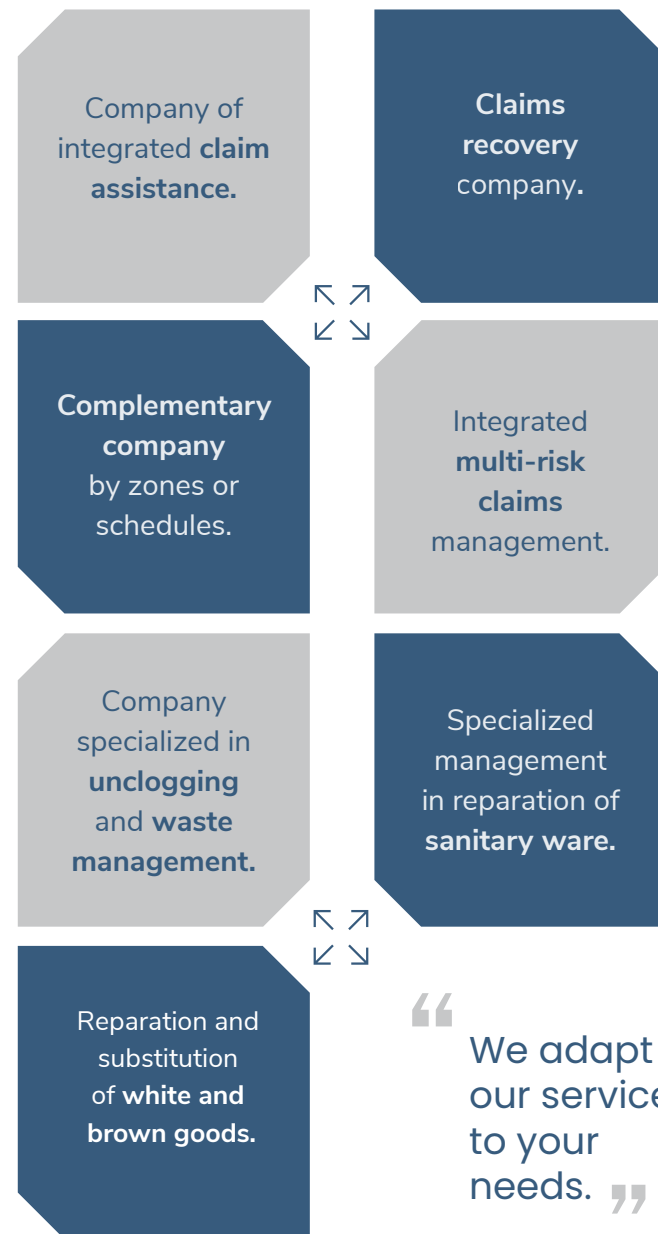 Company of
integrated claim
assistance.
Claims
recovery
company.
Complementary
company
by zones or
schedules.
Integrated
multi-risk
claims
management.
Company
specialized in
unclogging
and waste
management.
Specialized
management
in reparation of
sanitary ware.
Reparation and
substitution
of white and
brown goods.
“
We adapt
our service
to your
needs. ”